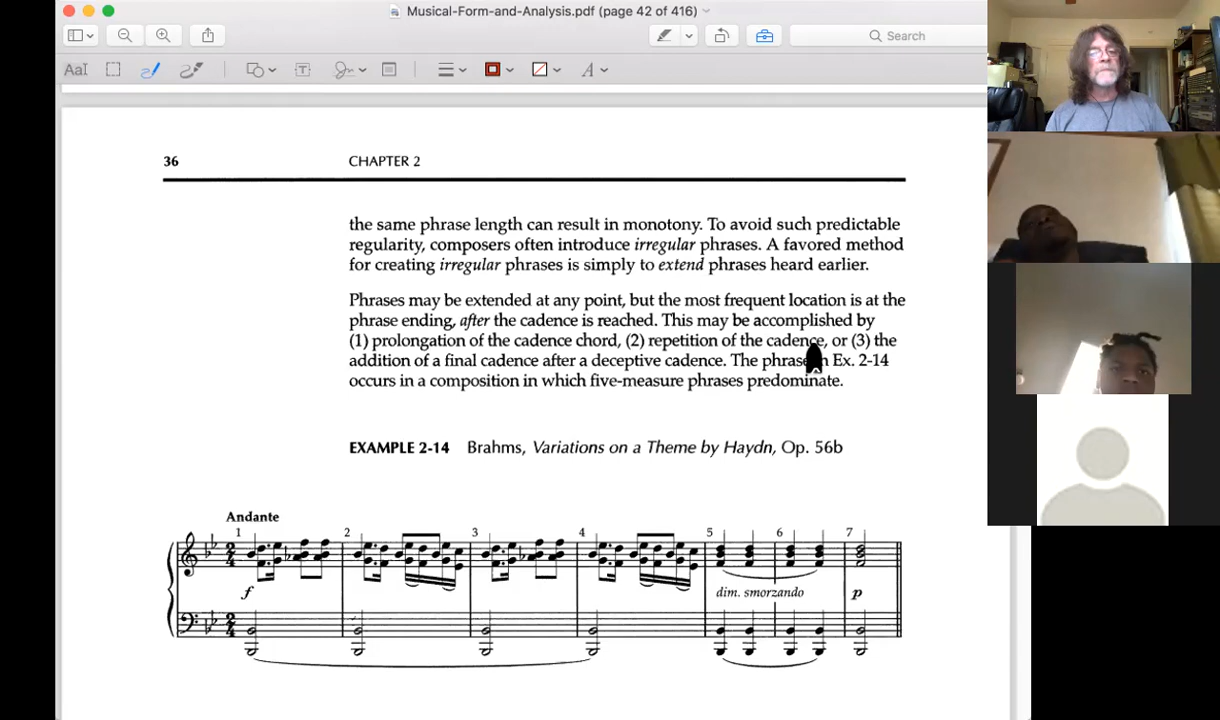 Musical-Form-and-Analysis.pdf (page 42 of 416)
Search
AaI
T
A
36
CHAPTER 2
the same phrase length can result in monotony. To avoid such predictable
regularity, composers often introduce irregular phrases. A favored method
for creating irregular phrases is simply to extend phrases heard earlier.
Phrases may be extended at any point, but the most frequent location is at the
phrase ending, after the cadence is reached. This may be accomplished by
(1) prolongation of the cadence chord, (2) repetition of the cadence, or (3) the
addition of a final cadence after a deceptive cadence. The phrase Ex. 2-14
occurs in a composition in which five-measure phrases predominate.
EXAMPLE 2-14 Brahms, Variations on a Theme by Haydn, Op. 56b
Andante
1 2 3 4 5 6 7
f dim. smorzando p